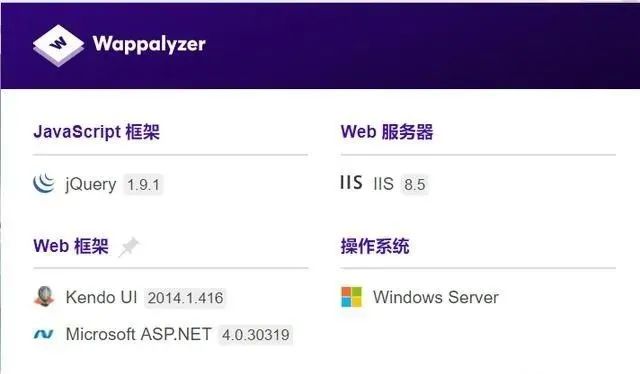 Wappalyzer
JavaScript 框架
jQuery 1.9.1
Web 服务器
IIS IIS 8.5
Web 框架
Kendo UI 2014.1.416
Microsoft ASP.NET 4.0.30319
操作系统
Windows Server